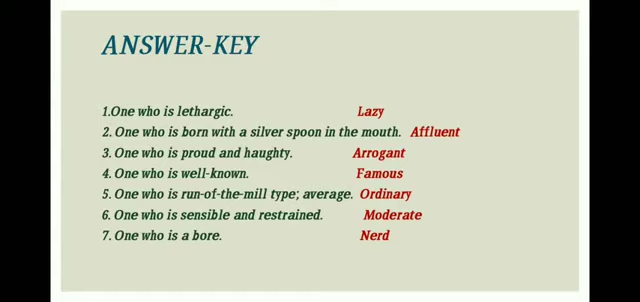 ANSWER-KEY
1.One who is lethargic. Lazy
2. One who is born with a silver spoon in the mouth. Affluent
3. One who is proud and haughty. Arrogant
4. One who is well-known. Famous
5. One who is run-of-the-mill type; average. Ordinary
6. One who is sensible and restrained. Moderate
7. One who is a bore. Nerd